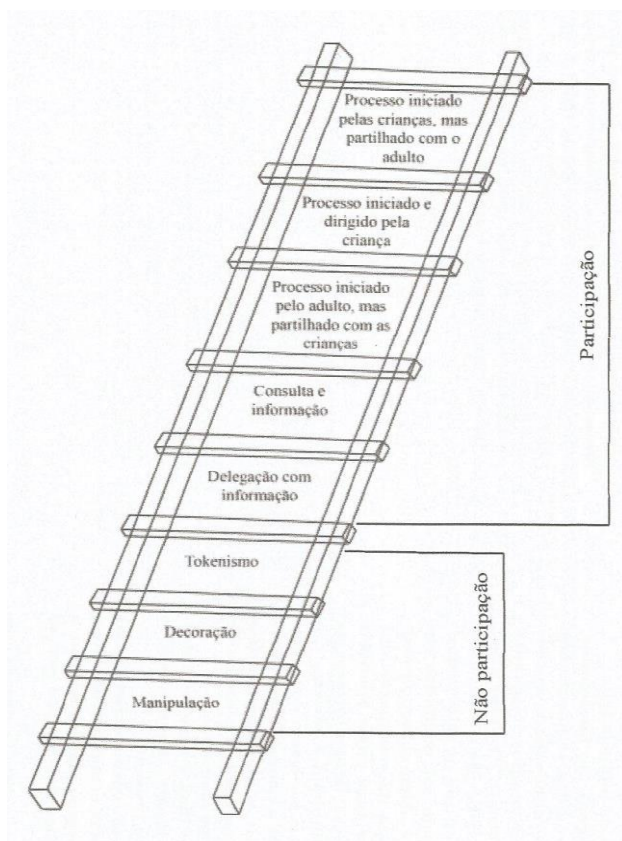 Processo iniciado
pelas crianças, mas
partilhado com o
adulto
Processo iniciado e
dirigido pela
criança
Processo iniciado
pelo adulto, mas
partilhado com as
crianças
Consulta e
informação
Delegação com
informação
Tokenismo
Decoração
Manipulação
Participação
Não participação